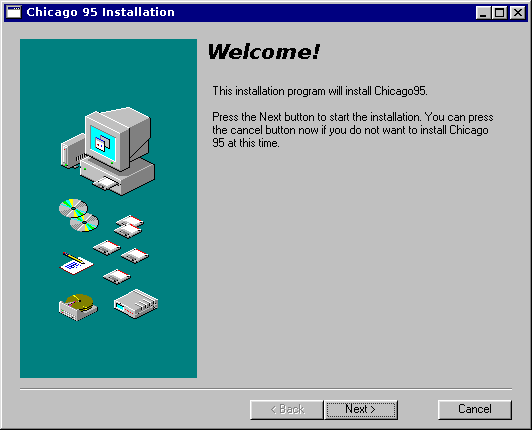 Chicago 95 Installation
Welcome!
This installation program will install Chicago95.
Press the Next button to start the installation. You can press
the cancel button now if you do not want to install Chicago
95 at this time.
< Back
Next >
Cancel